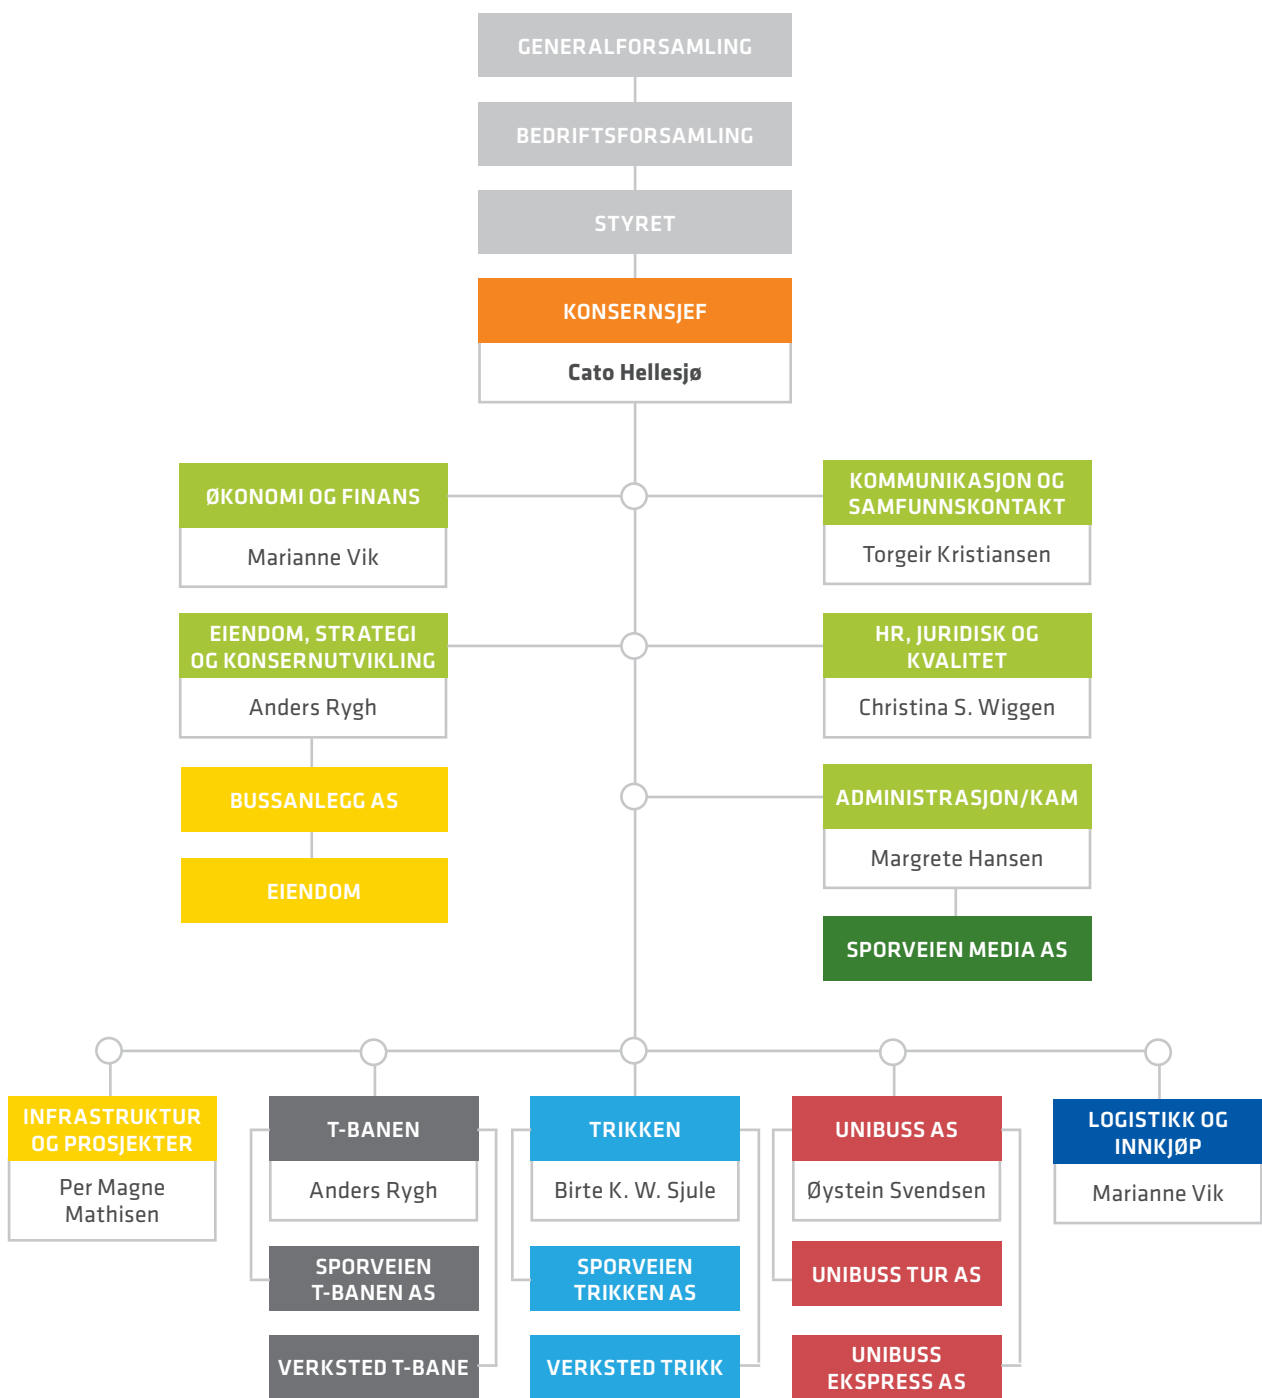 GENERALFORSAMLING
BEDRIFTSFORSAMLING
STYRET
KONSERNSJEF
Cato Hellesjø
ØKONOMI OG FINANS
Marianne Vik
KOMMUNIKASJON OG
SAMFUNNSKONTAKT
Torgeir Kristiansen
EIENDOM, STRATEGI
OG KONSERNUTVIKLING
Anders Rygh
HR, JURIDISK OG
KVALITET
Christina S. Wiggen
BUSSANLEGG AS
EIENDOM
ADMINISTRASJON/KAM
Margrete Hansen
SPORVEIEN MEDIA AS
INFRASTRUKTUR
OG PROSJEKTER
Per Magne
Mathisen
T-BANEN
Anders Rygh
SPORVEIEN
T-BANEN AS
VERKSTED T-BANE
TRIKKEN
Birte K. W. Sjule
SPORVEIEN
TRIKKEN AS
VERKSTED TRIKK
UNIBUSS AS
Øystein Svendsen
UNIBUSS TUR AS
UNIBUSS
EKSPRESS AS
LOGISTIKK OG
INNKJØP
Marianne Vik